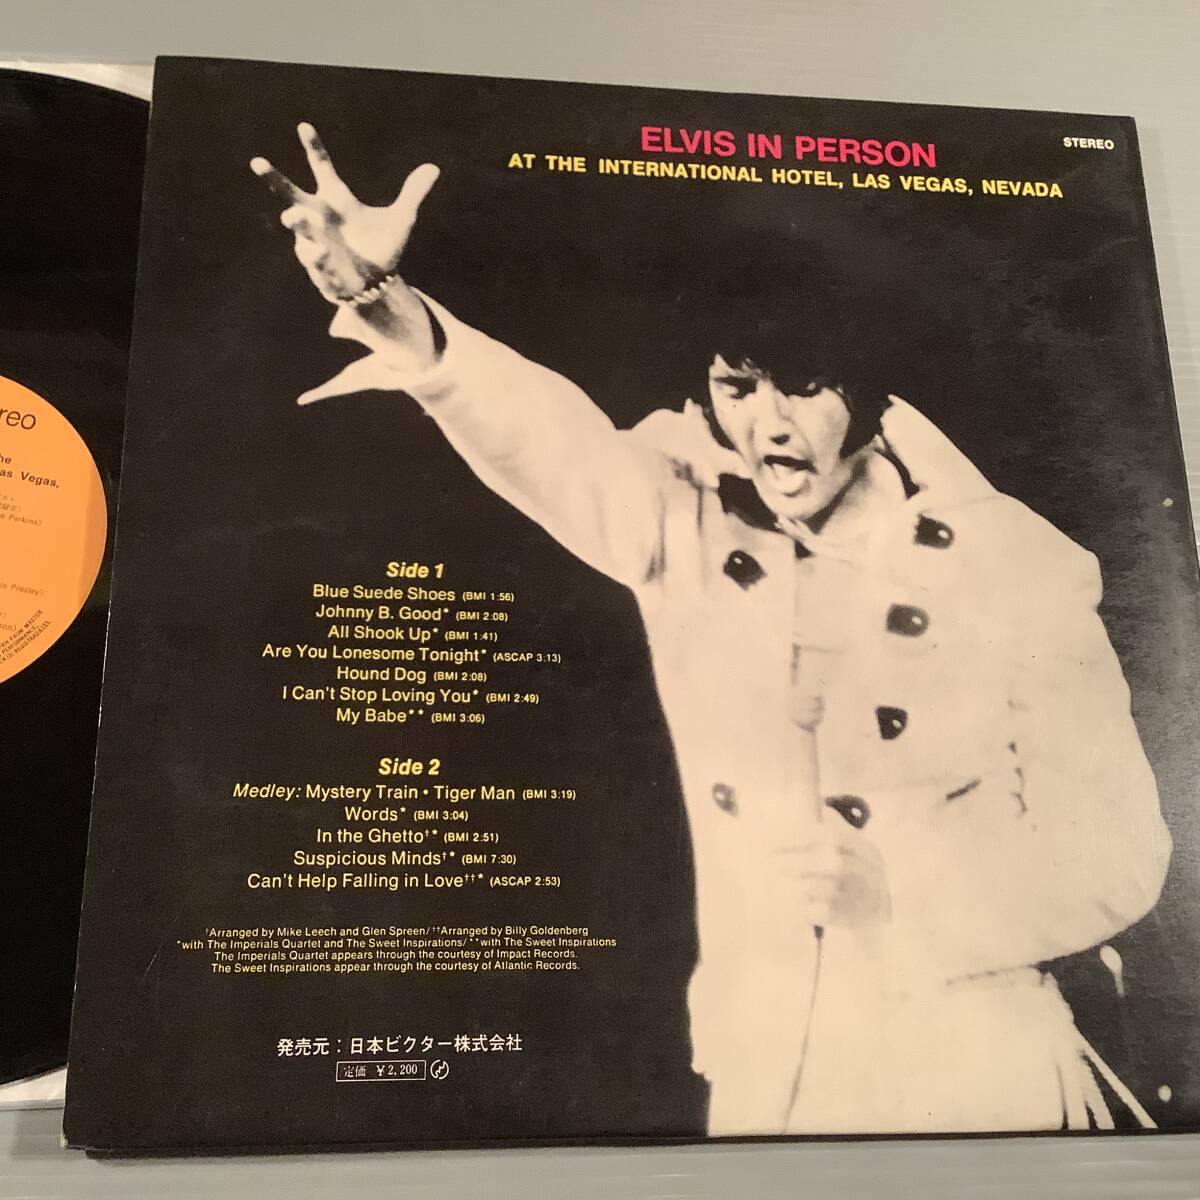 ELVIS IN PERSON
AT THE INTERNATIONAL HOTEL, LAS VEGAS, NEVADA
STEREO
Side 1
Blue Suede Shoes (BMI 1:56)
Johnny B. Good* (BMI 2:08)
All Shook Up* (BMI 1:41)
Are You Lonesome Tonight* (ASCAP 3:13)
Hound Dog (BMI 2:08)
I Can't Stop Loving You* (BMI 2:49)
My Babe** (BMI 3:06)
Side 2
Medley: Mystery Train • Tiger Man (BMI 3:19)
Words* (BMI 3:04)
In the Ghetto†* (BMI 2:51)
Suspicious Minds†* (BMI 7:30)
Can't Help Falling in Love††* (ASCAP 2:53)
†Arranged by Mike Leech and Glen Spreen/††Arranged by Billy Goldenberg
*with The Imperials Quartet and The Sweet Inspirations/**with The Sweet Inspirations
The Imperials Quartet appears through the courtesy of Impact Records.
The Sweet Inspirations appear through the courtesy of Atlantic Records.
発売元：日本ビクター株式会社
定価 ¥2,200
reo
he
as Vegas,
Perkins)
Presley)